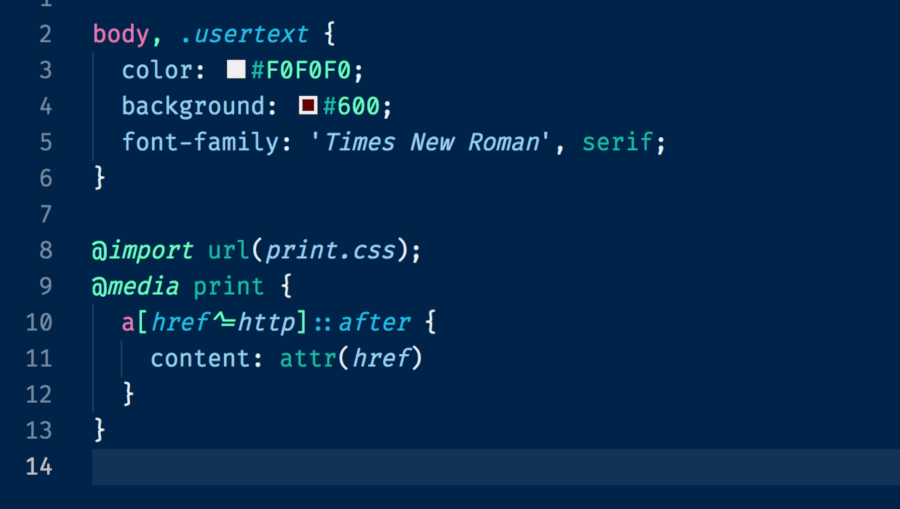 1
2 body, .usertext {
3   color: #F0F0F0;
4   background: #600;
5   font-family: 'Times New Roman', serif;
6 }
7
8 @import url(print.css);
9 @media print {
10   a[href^=http]::after {
11     content: attr(href)
12   }
13 }
14